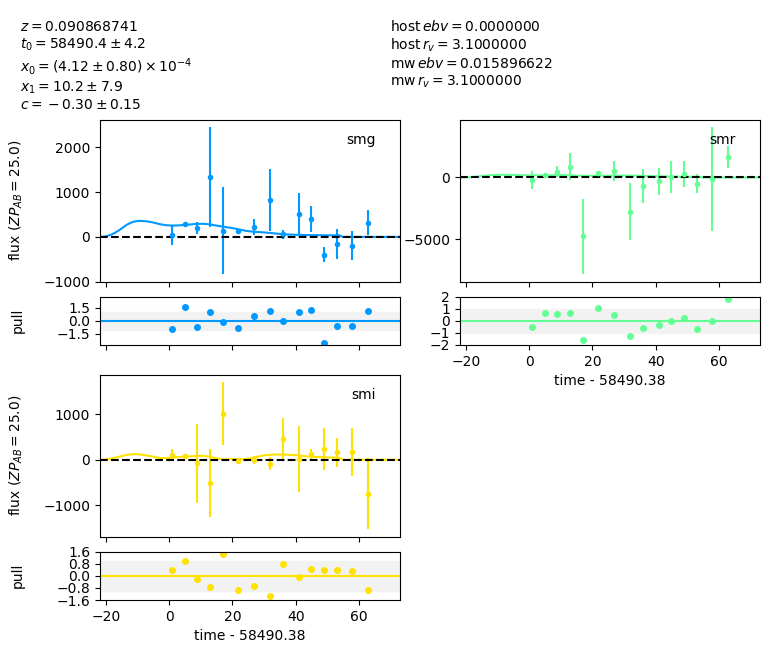 z = 0.090868741
t₀ = 58490.4 ± 4.2
x₀ = (4.12 ± 0.80) × 10⁻⁴
x₁ = 10.2 ± 7.9
c = −0.30 ± 0.15
host ebv = 0.0000000
host r_v = 3.1000000
mw ebv = 0.015896622
mw r_v = 3.1000000
flux (ZP_AB = 25.0)
2000
1000
0
−1000
smg
0
−5000
smr
pull
1.5
0.0
−1.5
2
1
0
−1
−2
−20
0
20
40
60
time - 58490.38
flux (ZP_AB = 25.0)
1000
0
−1000
smi
pull
1.6
0.8
0.0
−0.8
−1.6
−20
0
20
40
60
time - 58490.38